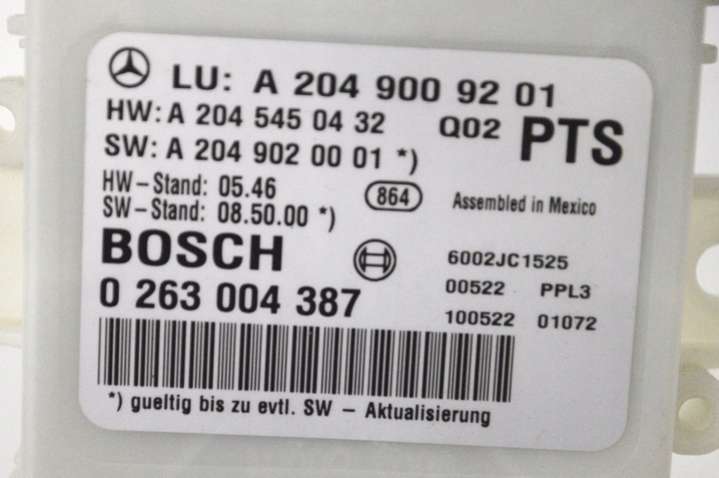 LU: A 204 900 92 01
HW: A 204 545 04 32 Q02 PTS
SW: A 204 902 00 01 *)
HW-Stand: 05.46
SW-Stand: 08.50.00 *)
864 Assembled in Mexico
BOSCH
0 263 004 387
6002JC1525
00522 PPL3
100522 01072
*) gueltig bis zu evtl. SW - Aktualisierung